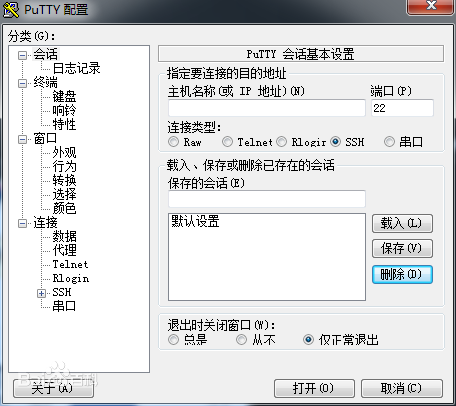 PuTTY 配置
分类(G):
会话
日志记录
终端
键盘
响铃
特性
窗口
外观
行为
转换
选择
颜色
连接
数据
代理
Telnet
Rlogin
SSH
串口
PuTTY 会话基本设置
指定要连接的目的地址
主机名称(或 IP 地址)(N) 端口(P)
22
连接类型:
Raw Telnet Rlogir SSH 串口
载入、保存或删除已存在的会话
保存的会话(E)
默认设置
载入(L)
保存(V)
删除(D)
退出时关闭窗口(W):
总是 从不 仅正常退出
Bai 百科
关于(A) 打开(O) 取消(C)